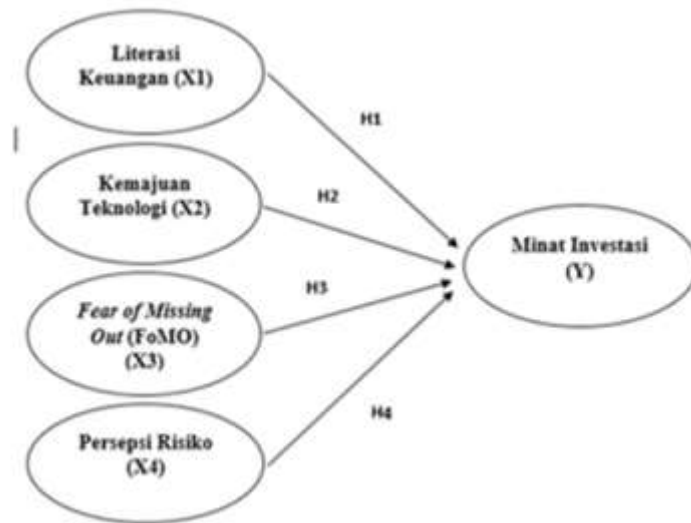 Literasi
Keuangan (X1)
H1
Kemajuan
Teknologi (X2)
H2
Minat Investasi
(Y)
Fear of Missing
Out (FoMO)
(X3)
H3
Persepsi Risiko
(X4)
H4